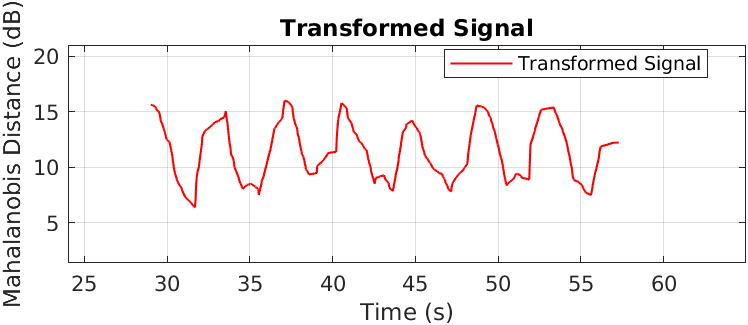 Transformed Signal
Transformed Signal
Mahalanobis Distance (dB)
20
15
10
5
25 30 35 40 45 50 55 60
Time (s)